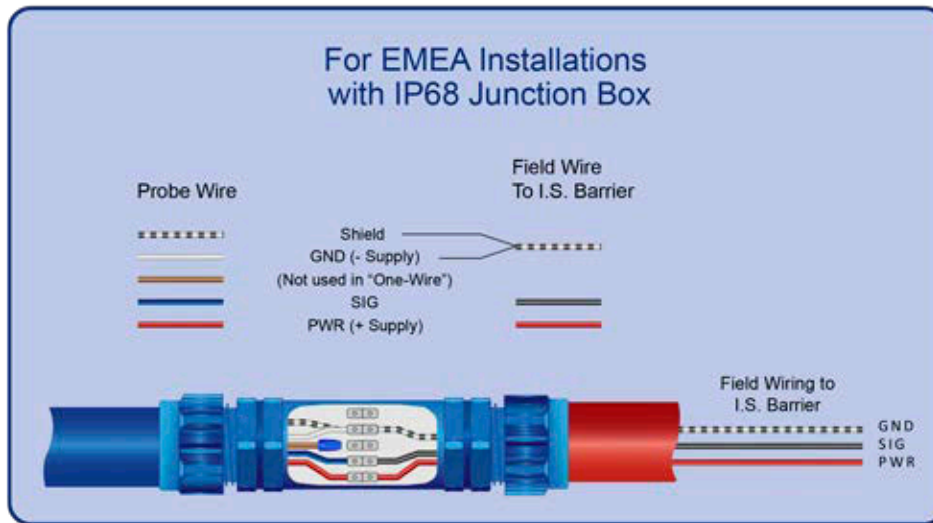 For EMEA Installations
with IP68 Junction Box
Probe Wire
Field Wire
To I.S. Barrier
Shield
GND (- Supply)
(Not used in “One-Wire”)
SIG
PWR (+ Supply)
Field Wiring to
I.S. Barrier
GND
SIG
PWR